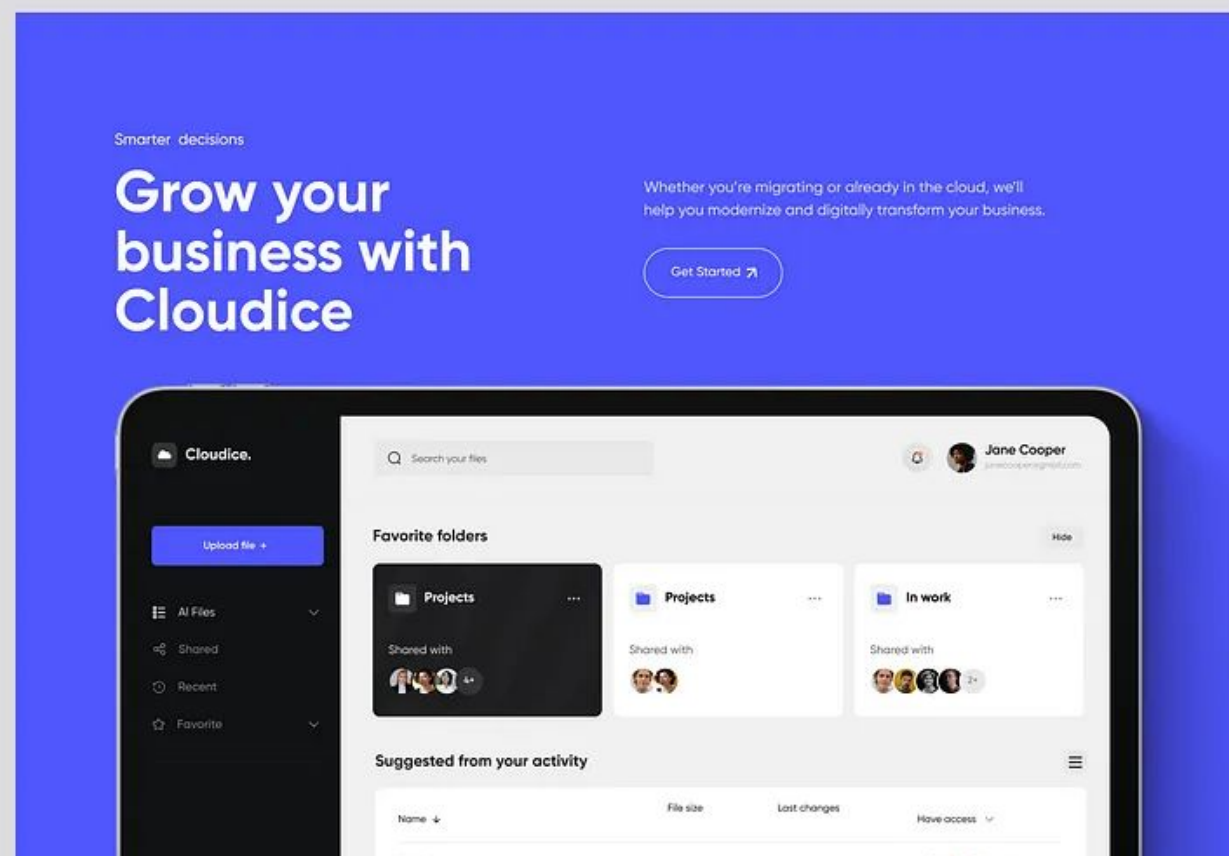 Smarter decisions
Grow your
business with
Cloudice
Whether you're migrating or already in the cloud, we'll
help you modernize and digitally transform your business.
Get Started
Cloudice.
Search your files
Jane Cooper
Upload file +
Favorite folders
Hide
AI Files
Shared
Recent
Favorite
Projects
Shared with
4+
Projects
Shared with
In work
Shared with
2+
Suggested from your activity
Name
File size
Last changes
Have access